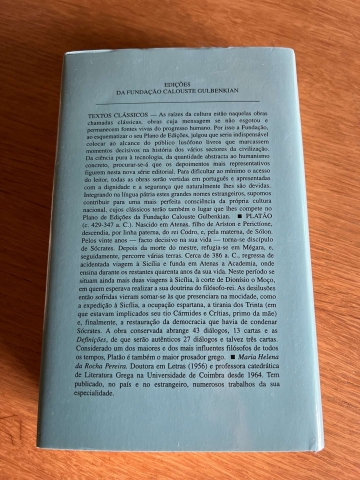 EDIÇÕES
DA FUNDAÇÃO CALOUSTE GULBENKIAN
TEXTOS CLÁSSICOS — As raízes da cultura estão naquelas obras
chamadas clássicas, obras cuja mensagem se não esgotou e
permanecem fontes vivas do progresso humano. Por isso a Fundação,
ao esquematizar o seu Plano de Edições, julgou que seria indispensável
colocar ao alcance do público lusófono livros que marcassem
momentos decisivos na história dos vários sectores da civilização.
Da ciência pura à tecnologia, da quantidade abstracta ao humanismo
concreto, procurar-se-á que os depoimentos mais representativos
figurem nesta nova série editorial. Para dificultar ao mínimo o acesso
do leitor, todas as obras serão vertidas em português e apresentadas
com a dignidade e a segurança que naturalmente lhes são devidas.
Integrando na língua pátria estes grandes nomes estrangeiros, supomos
contribuir para uma mais perfeita consciência da própria cultura
nacional, cujos clássicos terão também o lugar que lhes compete no
Plano de Edições da Fundação Calouste Gulbenkian. ■ PLATÃO
(c. 429-347 a. C.). Nascido em Atenas, filho de Aríston e Perictíone,
descendia, por linha paterna, do rei Codro, e, pela materna, de Sólon.
Pelos vinte anos — facto decisivo na sua vida — torna-se discípulo
de Sócrates. Depois da morte do mestre, refugia-se em Mégara, e,
seguidamente, percorre várias terras. Cerca de 386 a. C., regressa de
acidentada viagem à Sicília e funda em Atenas a Academia, onde
ensina durante os restantes quarenta anos da sua vida. Neste período se
situam ainda mais duas viagens à Sicília, à corte de Dionísio o Moço,
em quem esperava realizar a sua doutrina do filósofo-rei. As desilusões
então sofridas vieram somar-se às que presenciara na mocidade, como
a expedição à Sicília, a ocupação espartana, a tirania dos Trinta (em
que estavam implicados seu tio Cármides e Crítias, primo da mãe)
e, finalmente, a restauração da democracia que havia de condenar
Sócrates. A obra conservada abrange 43 diálogos, 13 cartas e as
Definições, de que serão autênticos 27 diálogos e talvez três cartas.
Considerado um dos maiores e dos mais influentes filósofos de todos
os tempos, Platão é também o maior prosador grego. ■ Maria Helena
da Rocha Pereira. Doutora em Letras (1956) e professora catedrática
de Literatura Grega na Universidade de Coimbra desde 1964. Tem
publicado, no país e no estrangeiro, numerosos trabalhos da sua
especialidade.